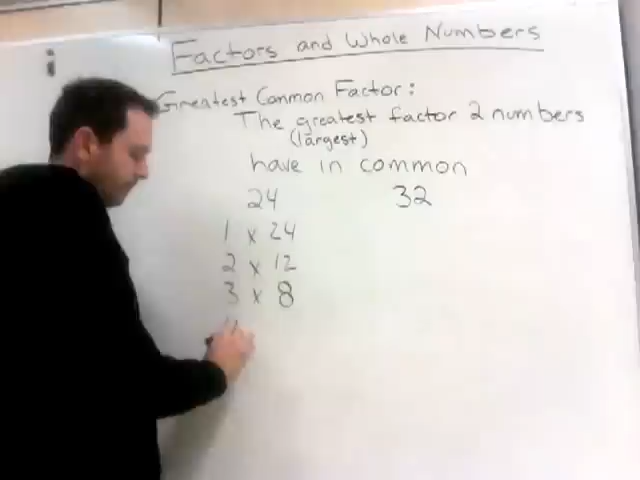 Factors and Whole Numbers
Greatest Common Factor:
The greatest factor 2 numbers
(largest)
have in common
24 32
1 x 24
2 x 12
3 x 8